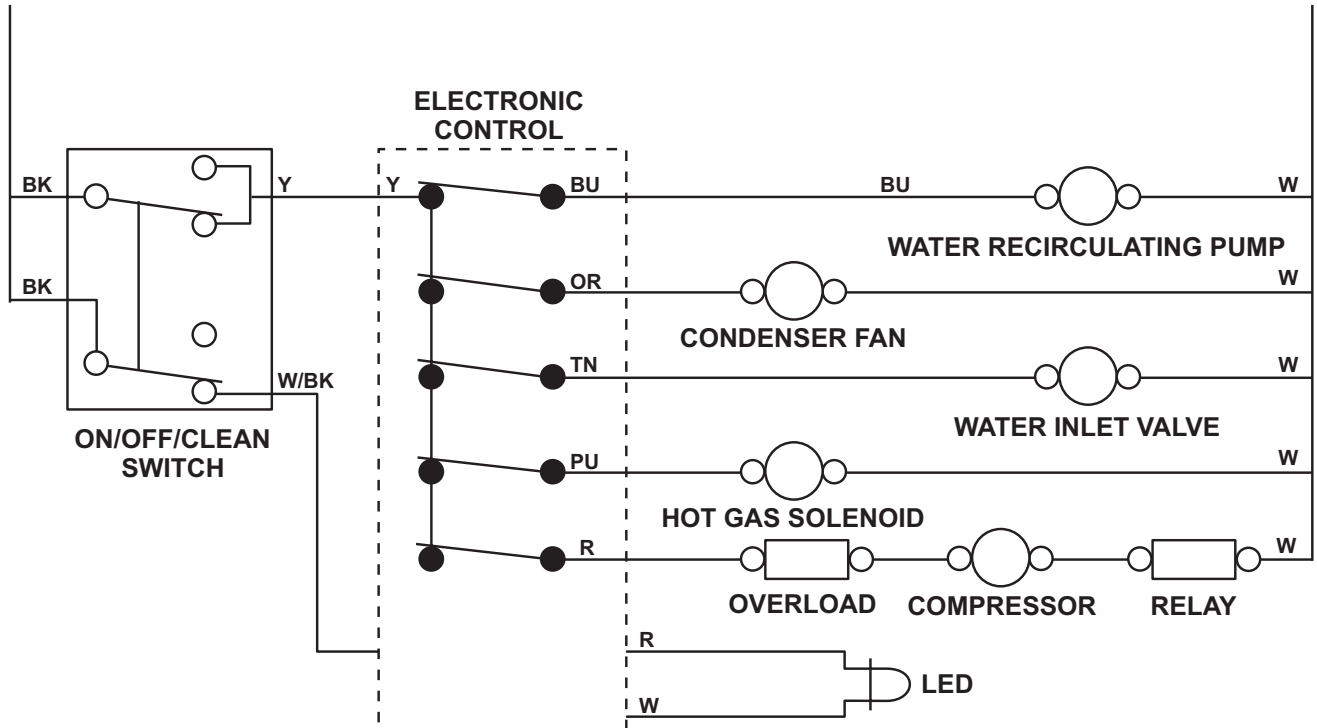 ELECTRONIC
CONTROL
BK
Y
Y
BU
BU
W
WATER RECIRCULATING PUMP
BK
OR
W
CONDENSER FAN
TN
W
W/BK
WATER INLET VALVE
ON/OFF/CLEAN
SWITCH
PU
W
HOT GAS SOLENOID
R
W
OVERLOAD
COMPRESSOR
RELAY
R
LED
W